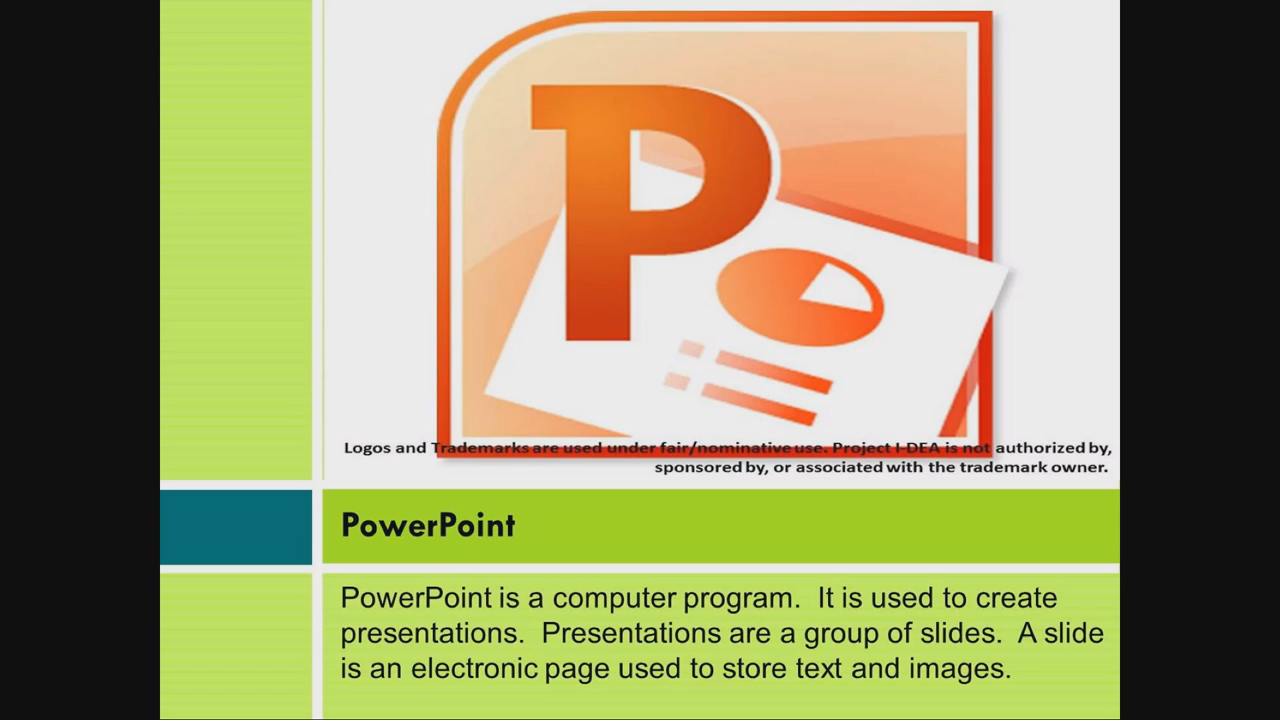 P
Logos and Trademarks are used under fair/nominative use. Project I-DEA is not authorized by,
sponsored by, or associated with the trademark owner.
PowerPoint
PowerPoint is a computer program.  It is used to create
presentations.  Presentations are a group of slides.  A slide
is an electronic page used to store text and images.